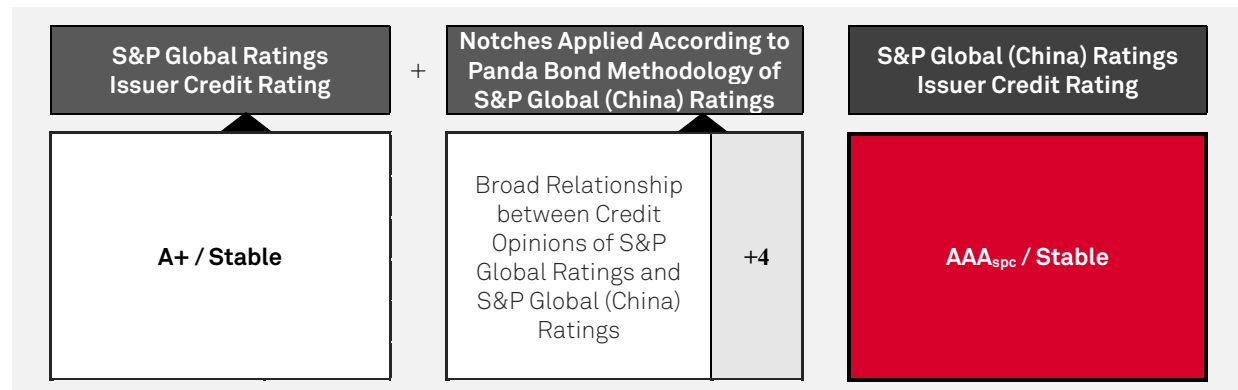 S&P Global Ratings
Issuer Credit Rating
+
Notches Applied According to
Panda Bond Methodology of
S&P Global (China) Ratings
S&P Global (China) Ratings
Issuer Credit Rating
A+ / Stable
Broad Relationship
between Credit
Opinions of S&P
Global Ratings and
S&P Global (China)
Ratings
+4
AAAspc / Stable